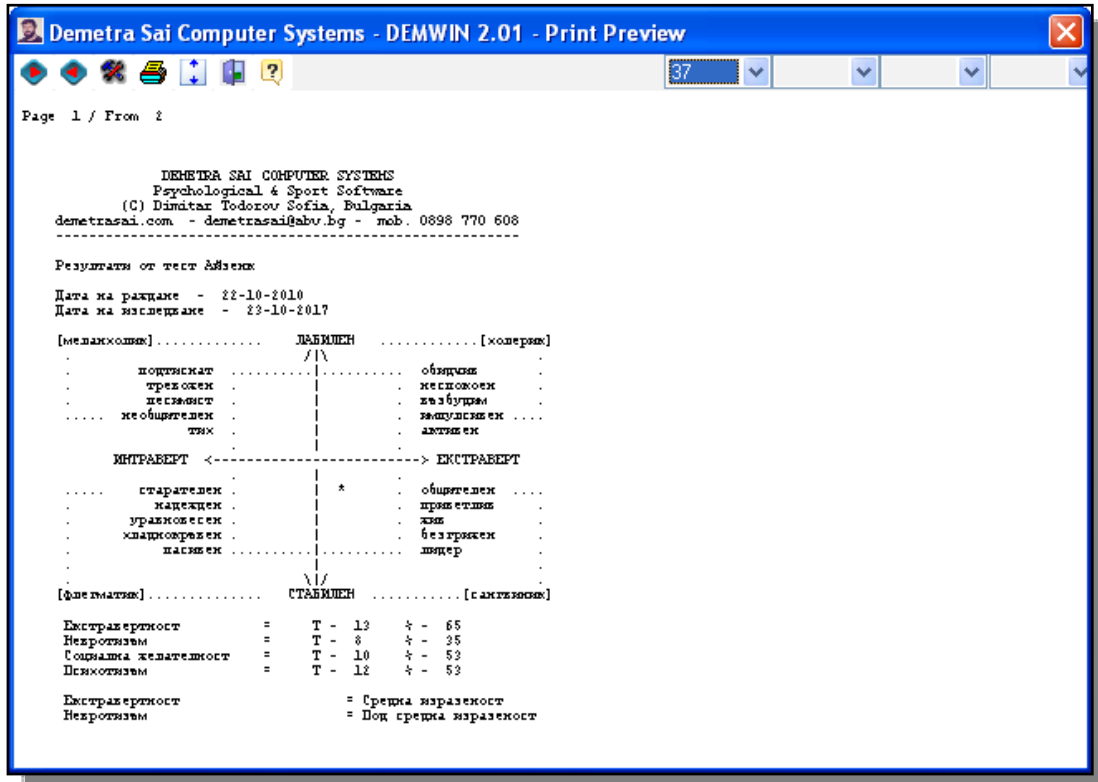 Demetra Sai Computer Systems - DEMWIN 2.01 - Print Preview
37
Page 1 / From 2
DEMETRA SAI COMPUTER SYSTEMS
Psychological & Sport Software
(C) Dimitar Todorov Sofia, Bulgaria
demetrasai.com - demetrasai@abv.bg - mob. 0898 770 608
-----------------------------------------------------------
Резултати от тест Айзенк
Дата на раждане - 22-10-2010
Дата на изследване - 23-10-2017
[меланхолик]............. ЛАБИЛЕН ............[холерик]
подтиснат ..........|.......... обидчив
тревожен . | . неспокоен
песимист . | . възбудим
..... необщителен . | . импулсивен ....
тих . | . активен
ИНТРАВЕРТ <--------------------------> ЕКСТРАВЕРТ
..... старателен . | * . общителен ....
надежден . | . приветлив
уравновесен . | . жив
хладнокръвен . | . безгрижен
пасивен ..........|.......... лидер
[флегматик].............. СТАБИЛЕН ...........[сангвиник]
Екстравертност = T - 13 % - 65
Невротизъм = T - 8 % - 35
Социална желателност = T - 10 % - 53
Психотизъм = T - 12 % - 53
Екстравертност = Средна изразеност
Невротизъм = Под средна изразеност